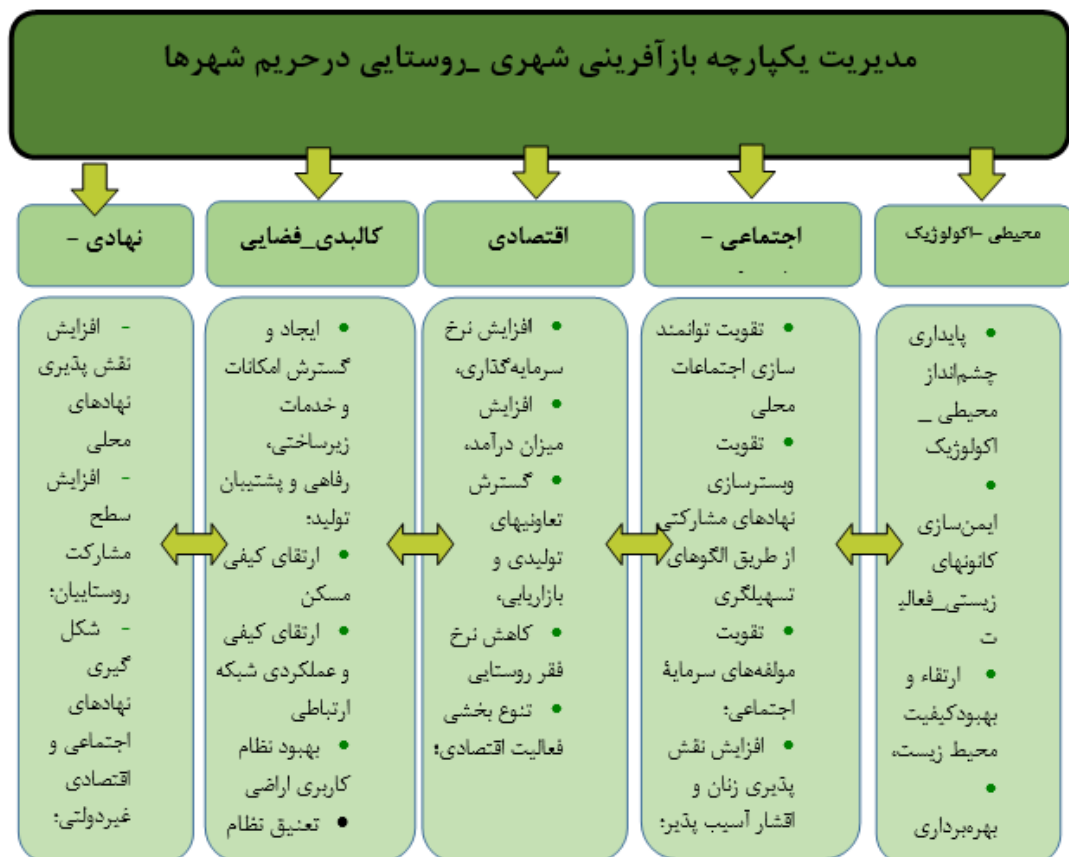 مدیریت یکپارچه بازآفرینی شهری _روستایی درحریم شهرها
محیطی –اکولوژیک
اجتماعی –
اقتصادی
کالبدی_فضایی
نهادی –
• پایداری
چشم‌انداز
محیطی _
اکولوژیک
•
ایمن‌سازی
کانونهای
زیستی_فعالی
ت
• ارتقاء و
بهبودکیفیت
محیط زیست،
•
بهره‌برداری
• تقویت توانمند
سازی اجتماعات
محلی
• تقویت
وبسترسازی
نهادهای مشارکتی
از طریق الگوهای
تسهیلگری
• تقویت
مولفه‌های سرمایۀ
اجتماعی؛
• افزایش نقش
پذیری زنان و
اقشار آسیب پذیر؛
• افزایش نرخ
سرمایه‌گذاری،
• افزایش
میزان درآمد،
• گسترش
تعاونیهای
تولیدی و
بازاریابی،
• کاهش نرخ
فقر روستایی
• تنوع بخشی
فعالیت اقتصادی؛
• ایجاد و
گسترش امکانات
و خدمات
زیرساختی،
رفاهی و پشتیبان
تولید؛
• ارتقای کیفی
مسکن
• ارتقای کیفی
و عملکردی شبکه
ارتباطی
• بهبود نظام
کاربری اراضی
• تعنیق نظام
- افزایش
نقش پذیری
نهادهای
محلی
- افزایش
سطح
مشارکت
روستاییان؛
- شکل
گیری
نهادهای
اجتماعی و
اقتصادی
غیردولتی؛